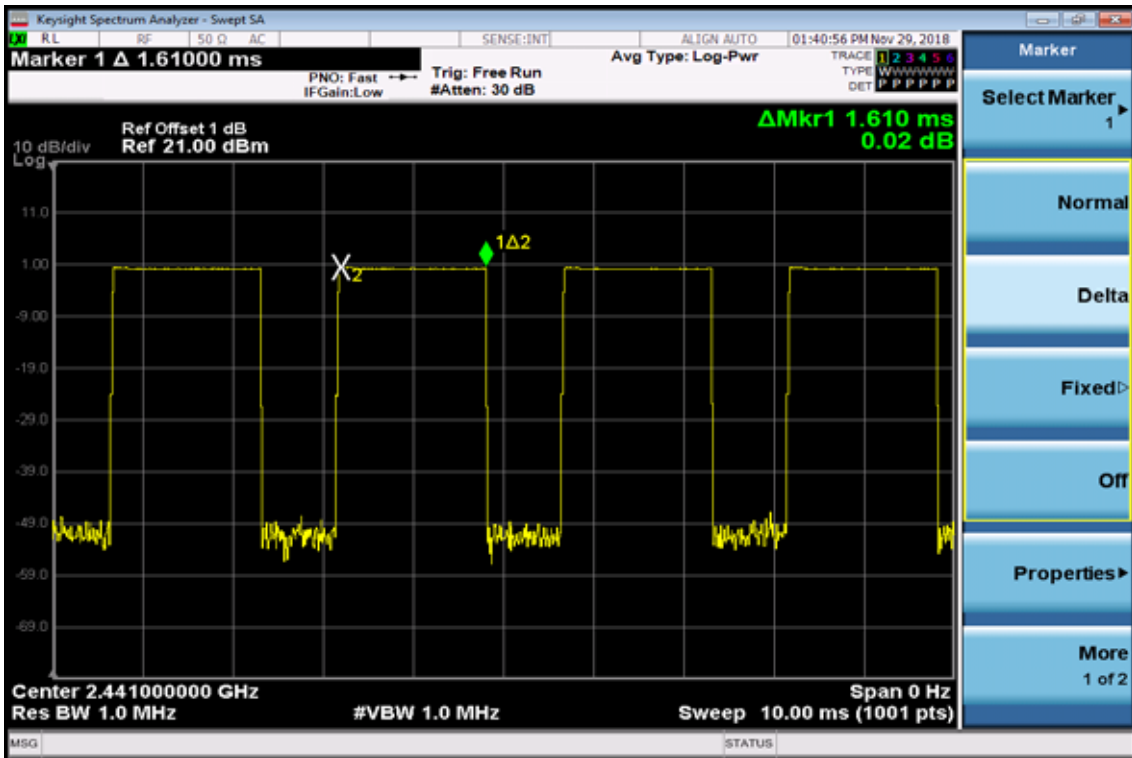 Keysight Spectrum Analyzer - Swept SA
LXI RL RF 50 Ω AC SENSE:INT ALIGN AUTO 01:40:56 PM Nov 29, 2018
Marker 1 Δ 1.61000 ms
PNO: Fast
IFGain:Low
Trig: Free Run
#Atten: 30 dB
Avg Type: Log-Pwr
TRACE 1 2 3 4 5 6
TYPE WWWWWW
DET P P P P P P
ΔMkr1 1.610 ms
0.02 dB
Ref Offset 1 dB
10 dB/div Ref 21.00 dBm
Log
11.0
1.00
-9.00
-19.0
-29.0
-39.0
-49.0
-59.0
-69.0
X2
1Δ2
Center 2.441000000 GHz
Span 0 Hz
Res BW 1.0 MHz
#VBW 1.0 MHz
Sweep 10.00 ms (1001 pts)
MSG
STATUS
Marker
Select Marker
1
Normal
Delta
Fixed
Off
Properties
More
1 of 2